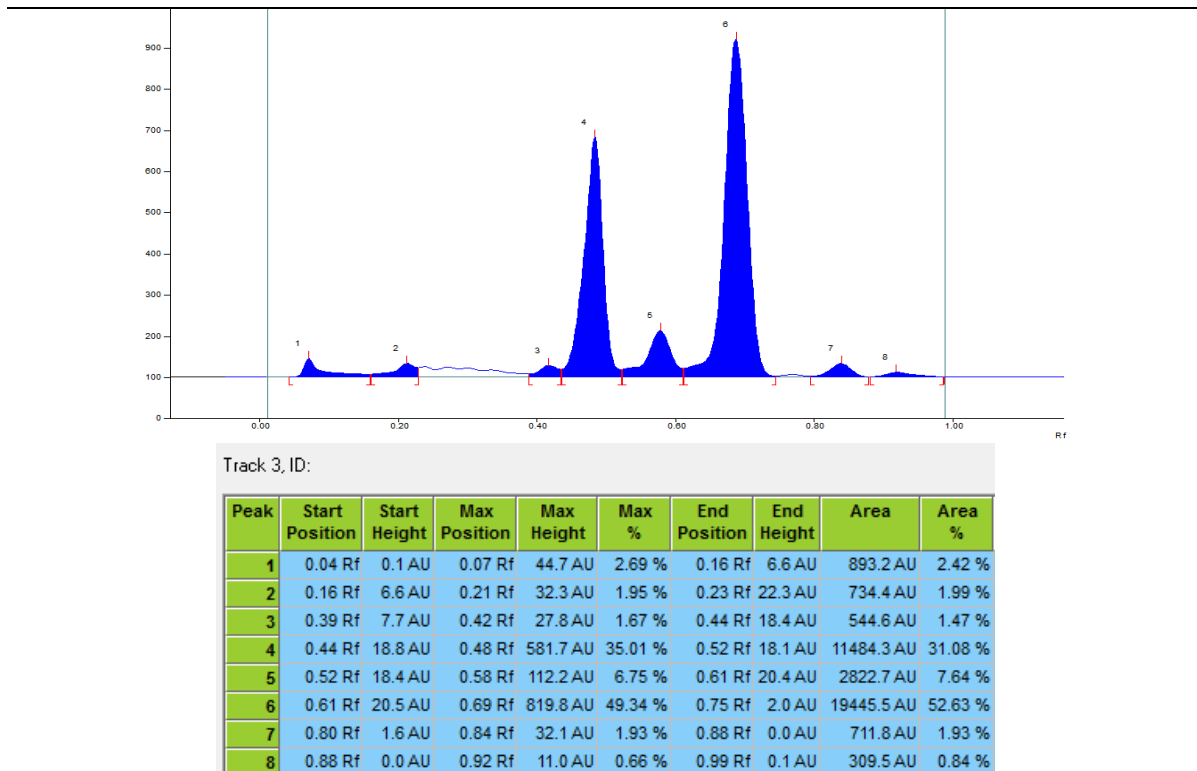 6
900
800
4
700
600
500
400
300
5
200
1
2
3
7
8
100
0
0.00 0.20 0.40 0.60 0.80 1.00
Rf
Track 3, ID:
Peak Start Position Start Height Max Position Max Height Max % End Position End Height Area Area %
1 0.04 Rf 0.1 AU 0.07 Rf 44.7 AU 2.69 % 0.16 Rf 6.6 AU 893.2 AU 2.42 %
2 0.16 Rf 6.6 AU 0.21 Rf 32.3 AU 1.95 % 0.23 Rf 22.3 AU 734.4 AU 1.99 %
3 0.39 Rf 7.7 AU 0.42 Rf 27.8 AU 1.67 % 0.44 Rf 18.4 AU 544.6 AU 1.47 %
4 0.44 Rf 18.8 AU 0.48 Rf 581.7 AU 35.01 % 0.52 Rf 18.1 AU 11484.3 AU 31.08 %
5 0.52 Rf 18.4 AU 0.58 Rf 112.2 AU 6.75 % 0.61 Rf 20.4 AU 2822.7 AU 7.64 %
6 0.61 Rf 20.5 AU 0.69 Rf 819.8 AU 49.34 % 0.75 Rf 2.0 AU 19445.5 AU 52.63 %
7 0.80 Rf 1.6 AU 0.84 Rf 32.1 AU 1.93 % 0.88 Rf 0.0 AU 711.8 AU 1.93 %
8 0.88 Rf 0.0 AU 0.92 Rf 11.0 AU 0.66 % 0.99 Rf 0.1 AU 309.5 AU 0.84 %